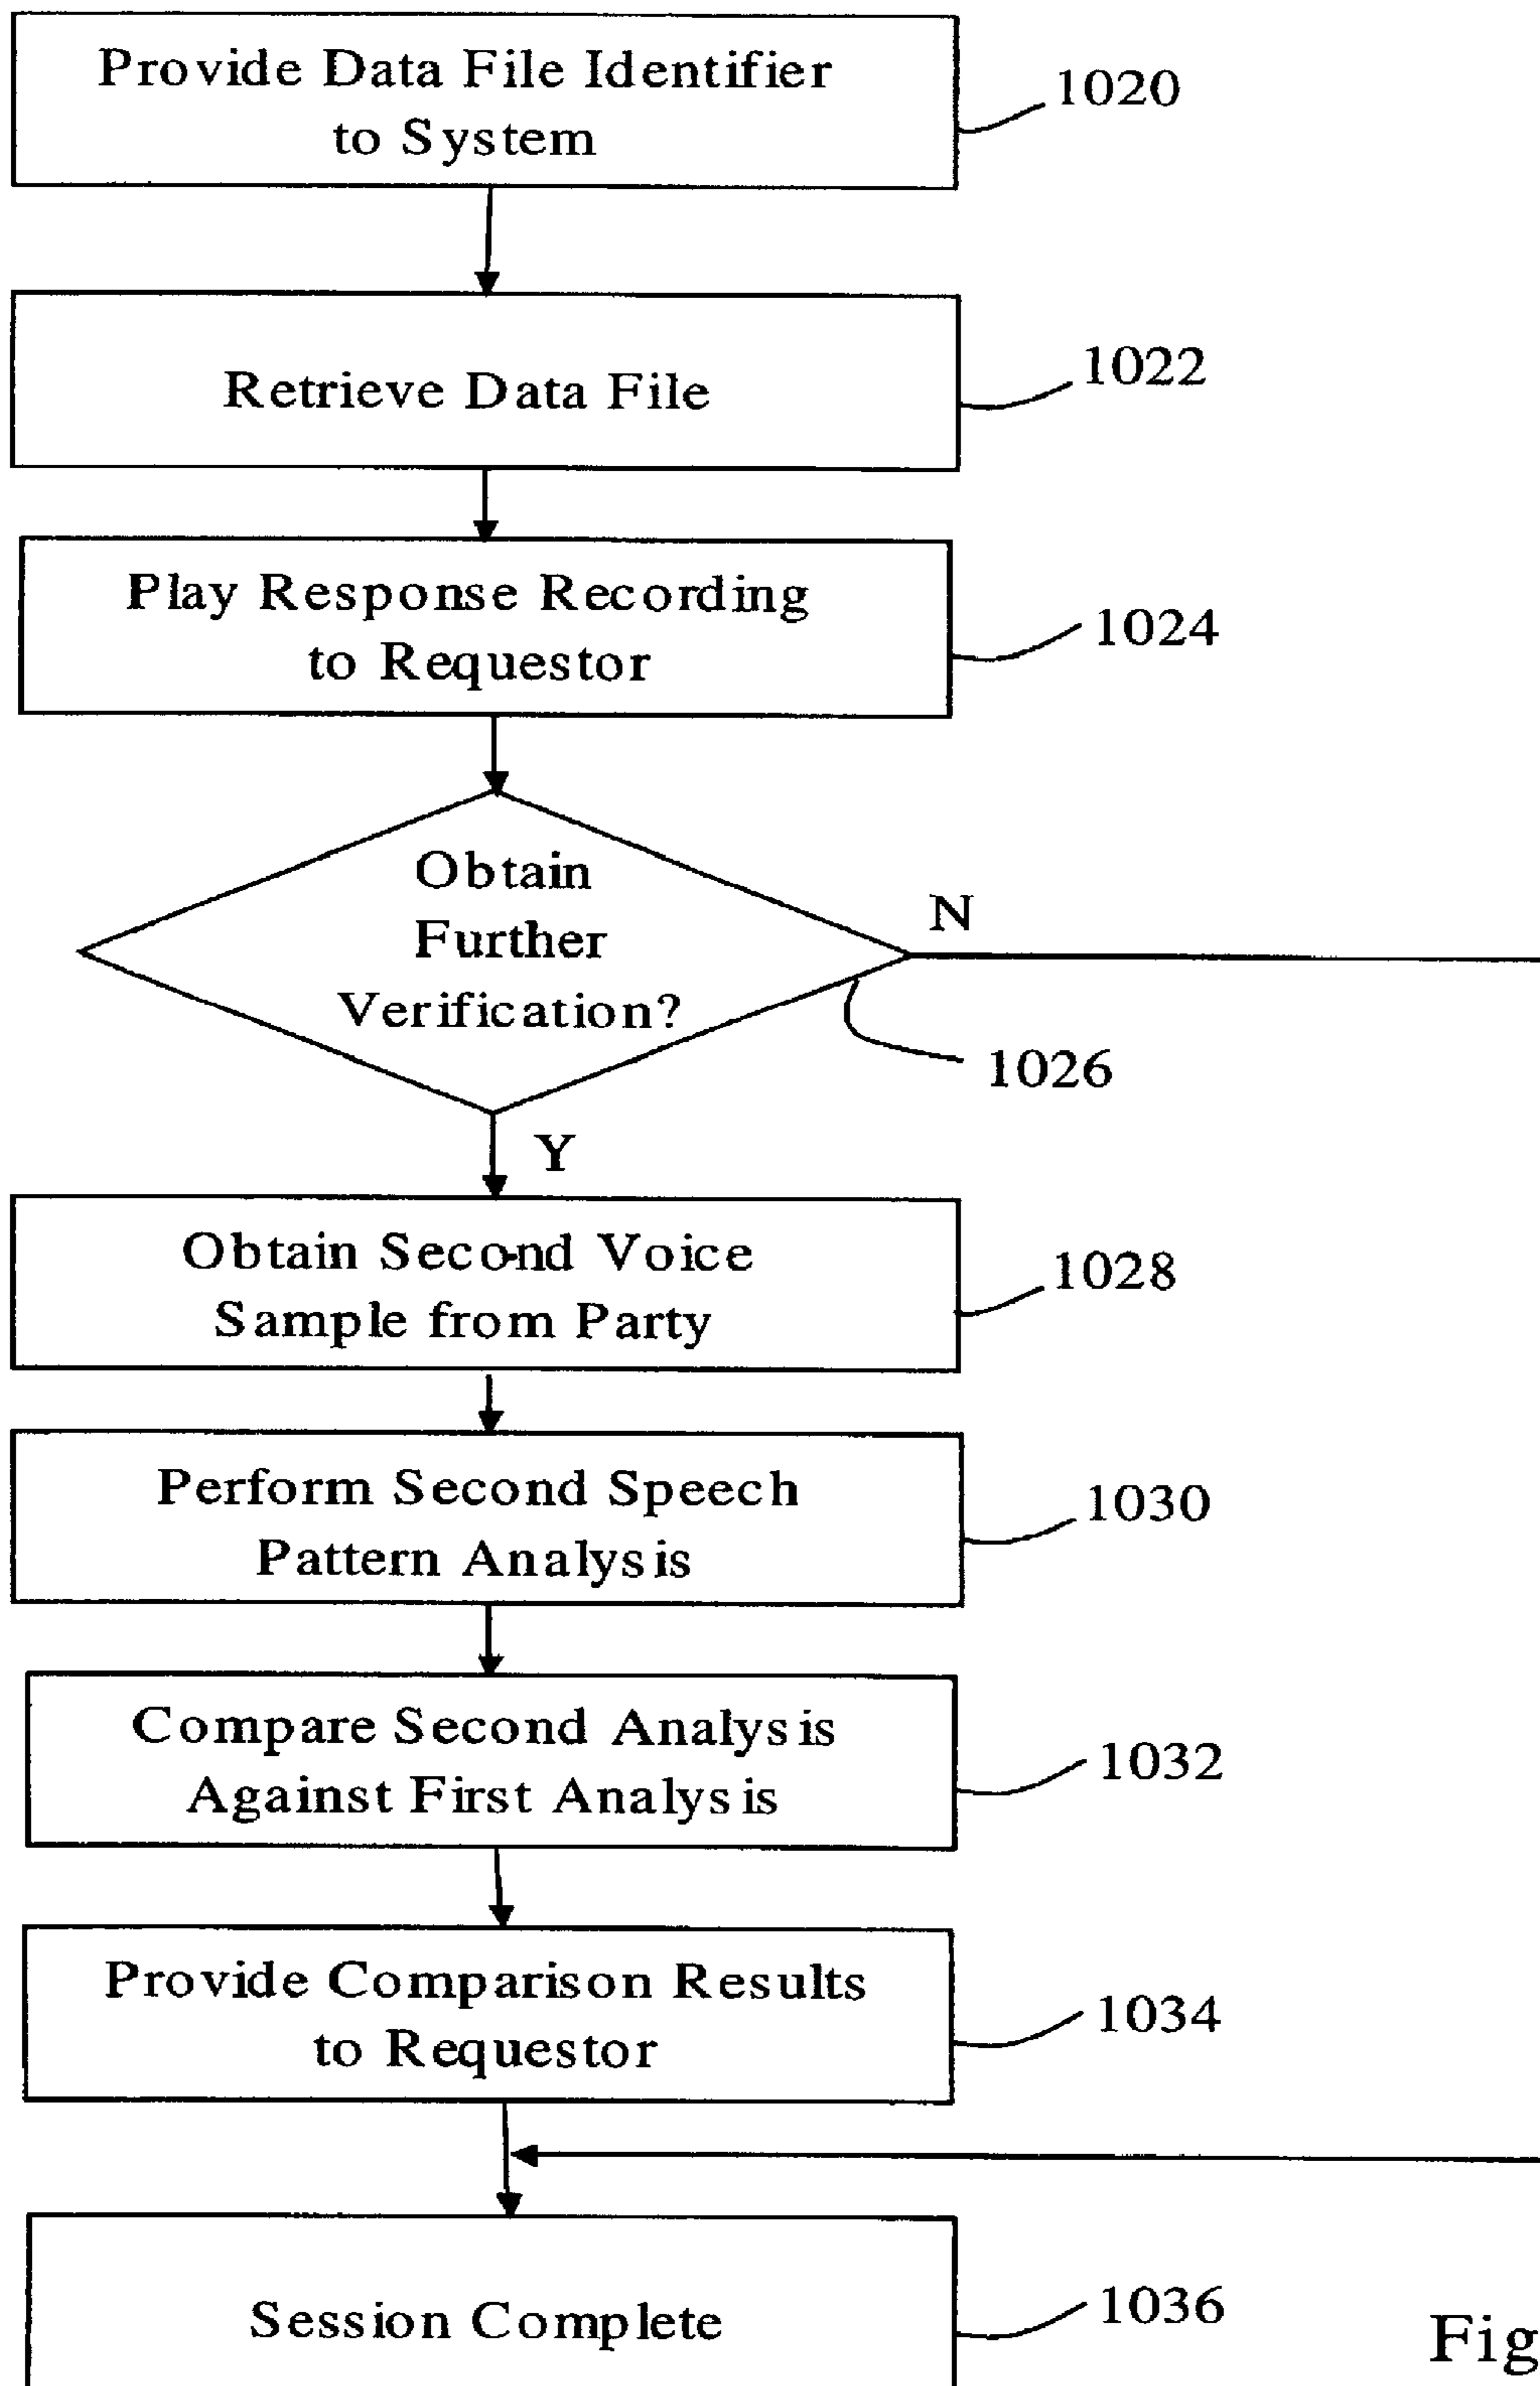 Provide Data File Identifier
to System
1020
Retrieve Data File
1022
Play Response Recording
to Requestor
1024
Obtain
Further
Verification?
N
1026
Y
Obtain Second Voice
Sample from Party
1028
Perform Second Speech
Pattern Analysis
1030
Compare Second Analysis
Against First Analysis
1032
Provide Comparison Results
to Requestor
1034
Session Complete
1036
Fig